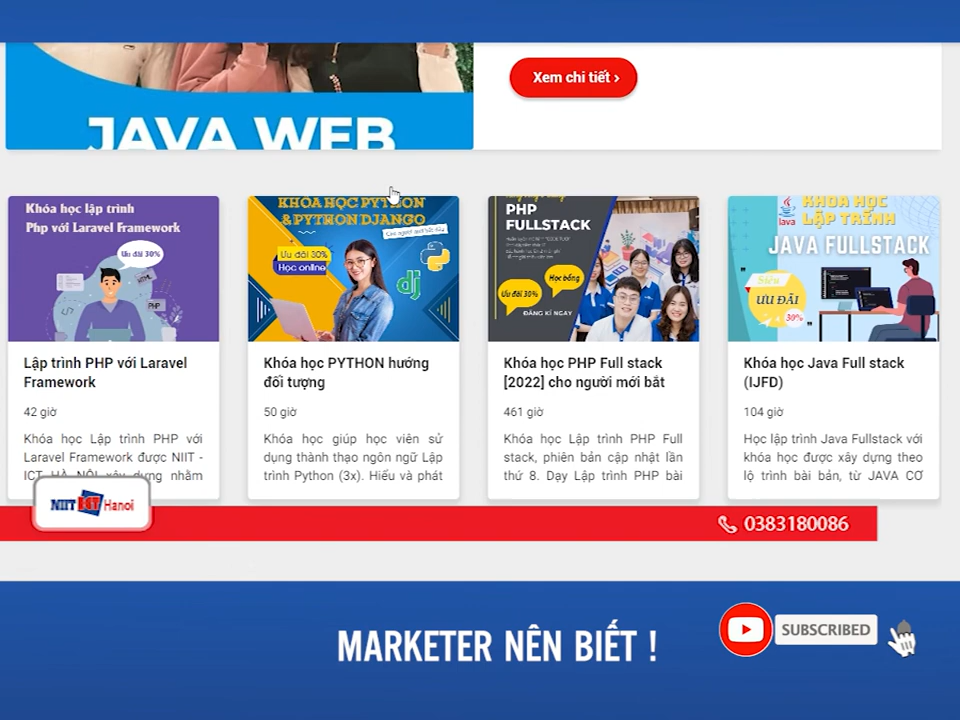 Xem chi tiết ›
JAVA WEB
Khóa học lập trình
Php với Laravel Framework
Ưu đãi 30%
PHP
KHÓA HỌC PYTHON
& PYTHON DJANGO
Ưu đãi 30%
Học online
dj
PHP
FULLSTACK
Học bổng
Ưu đãi 30%
ĐĂNG KÍ NGAY
KHÓA HỌC
LẬP TRÌNH
Java
JAVA FULLSTACK
Siêu
ƯU ĐÃI
30%
Lập trình PHP với Laravel
Framework
42 giờ
Khóa học Lập trình PHP với
Laravel Framework được NIIT -
ICT HÀ NỘI xây dựng nhằm
Khóa học PYTHON hướng
đối tượng
50 giờ
Khóa học giúp học viên sử
dụng thành thạo ngôn ngữ Lập
trình Python (3x). Hiểu và phát
Khóa học PHP Full stack
[2022] cho người mới bắt
461 giờ
Khóa học Lập trình PHP Full
stack, phiên bản cập nhật lần
thứ 8. Dạy Lập trình PHP bài
Khóa học Java Full stack
(IJFD)
104 giờ
Học lập trình Java Fullstack với
khóa học được xây dựng theo
lộ trình bài bản, từ JAVA CƠ
NIIT ICT Hanoi
0383180086
MARKETER NÊN BIẾT !
SUBSCRIBED